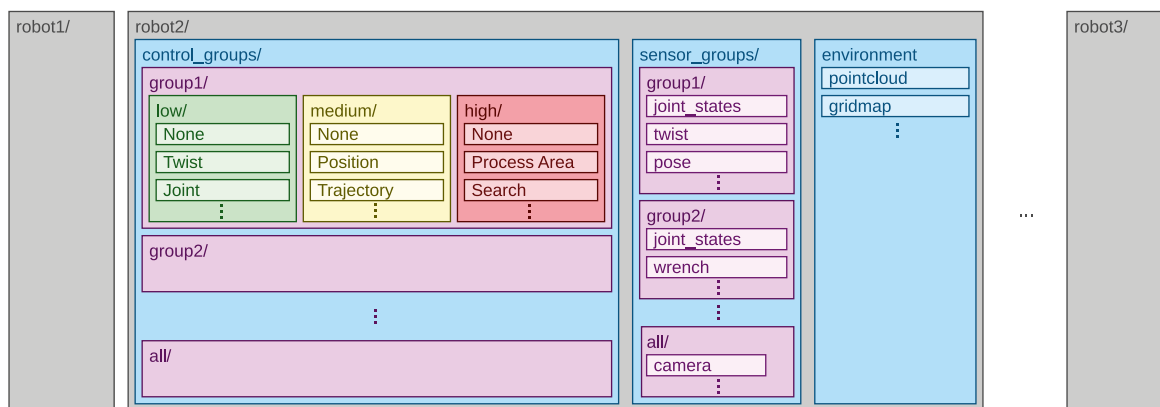 robot1/
robot2/
control_groups/
group1/
low/
None
Twist
Joint
medium/
None
Position
Trajectory
high/
None
Process Area
Search
group2/
all/
sensor_groups/
group1/
joint_states
twist
pose
group2/
joint_states
wrench
all/
camera
environment
pointcloud
gridmap
...
robot3/